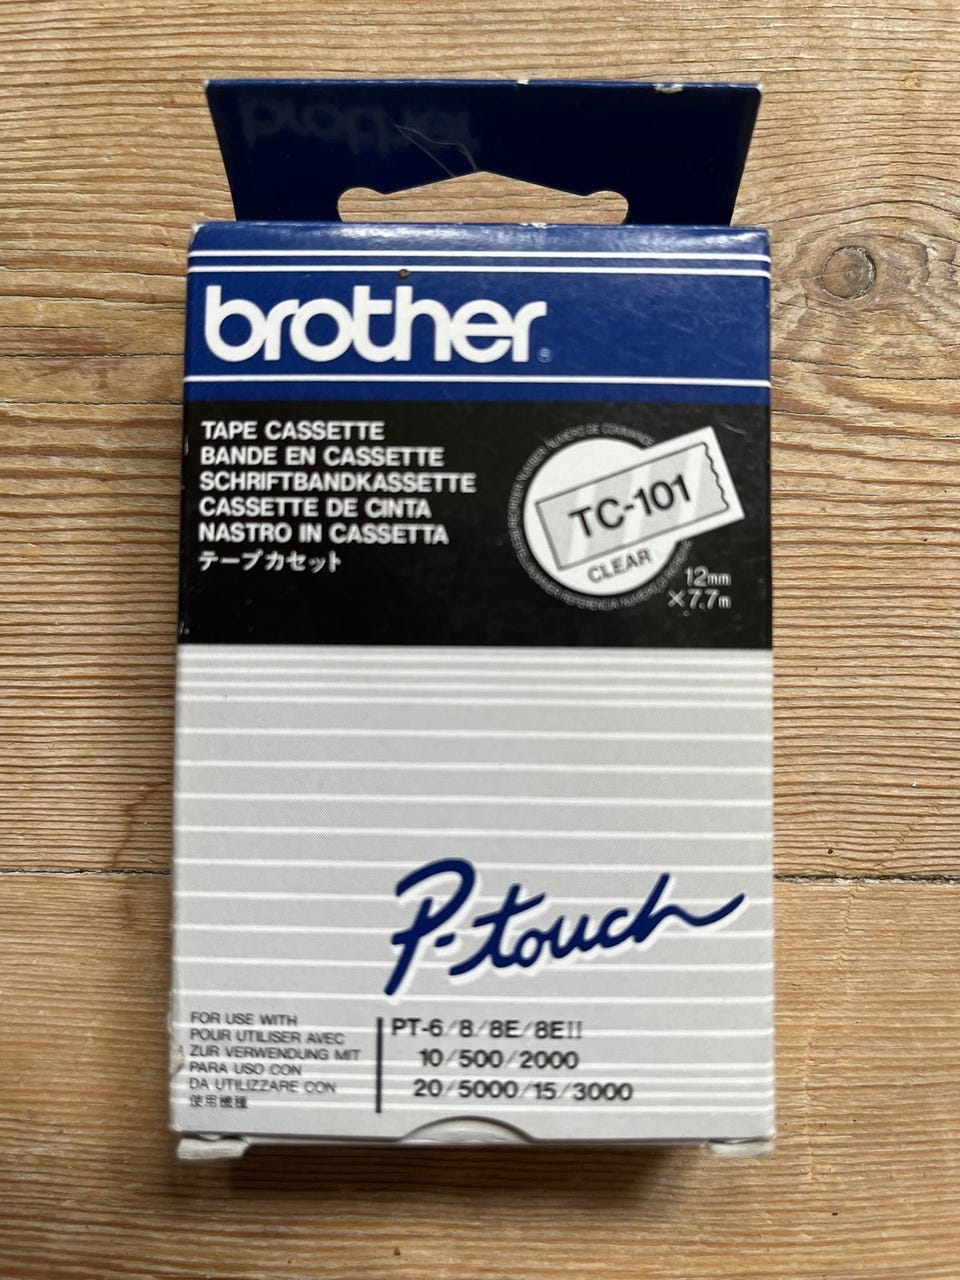 brother
TAPE CASSETTE
BANDE EN CASSETTE
SCHRIFTBANDKASSETTE
CASSETTE DE CINTA
NASTRO IN CASSETTA
テープカセット
NUMERO DE COMMANDE
TC-101
CLEAR
12mm
×7.7m
P-touch
FOR USE WITH
POUR UTILISER AVEC
ZUR VERWENDUNG MIT
PARA USO CON
DA UTILIZZARE CON
使用機種
PT-6/8/8E/8EII
10/500/2000
20/5000/15/3000